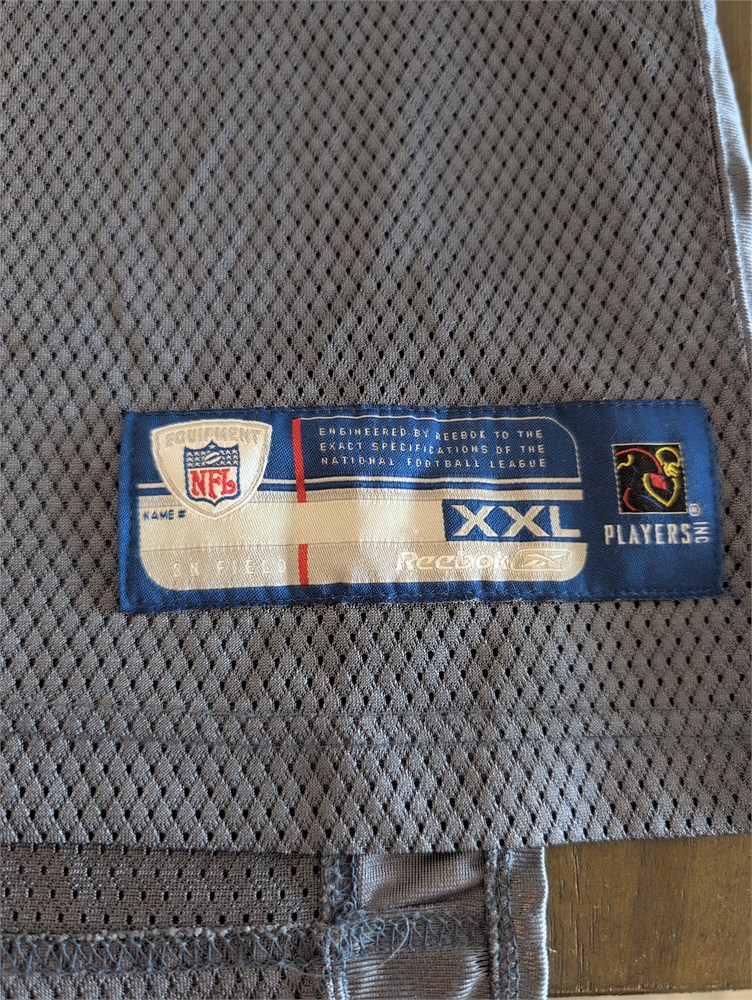 EQUIPMENT
NFL
ENGINEERED BY REEBOK TO THE
EXACT SPECIFICATIONS OF THE
NATIONAL FOOTBALL LEAGUE
NAME #
XXL
ON FIELD
Reebok
PLAYERS® INC